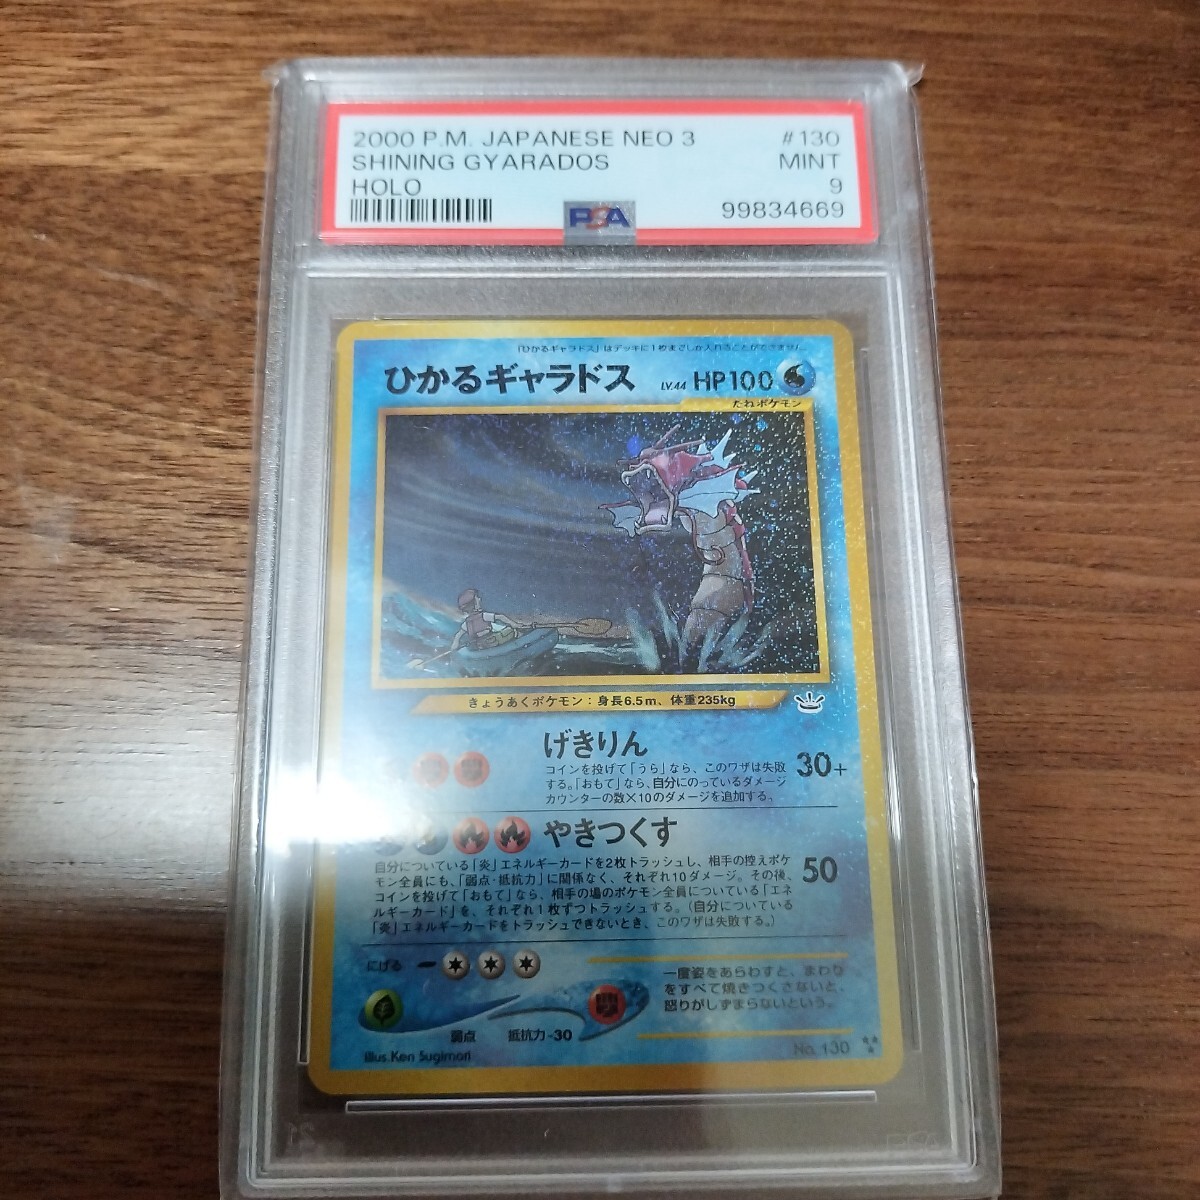 2000 P.M. JAPANESE NEO 3 #130
SHINING GYARADOS MINT
HOLO 9
PSA 99834669
「ひかるギャラドス」はデッキに1枚までしか入れることができません。
ひかるギャラドス LV.44 HP100
たねポケモン
きょうあくポケモン：身長6.5m、体重235kg
げきりん
コインを投げて「うら」なら、このワザは失敗
する。「おもて」なら、自分にのっているダメージ
カウンターの数×10のダメージを追加する。
30+
やきつくす
自分についている「炎」エネルギーカードを2枚トラッシュし、相手の控えポケ
モン全員にも、「弱点・抵抗力」に関係なく、それぞれ10ダメージ。その後、
コインを投げて「おもて」なら、相手の場のポケモン全員についている「エネ
ルギーカード」を、それぞれ1枚ずつトラッシュする。（自分についている
「炎」エネルギーカードをトラッシュできないとき、このワザは失敗する。）
50
にげる
弱点 抵抗力 -30
一度姿をあらわすと、まわり
をすべて焼きつくさないと、
怒りがしずまらないという。
illus.Ken Sugimori
No. 130